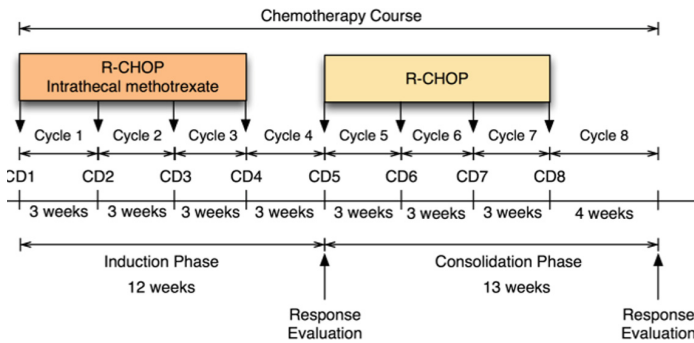 Chemotherapy Course
R-CHOP
Intrathecal methotrexate
R-CHOP
Cycle 1 Cycle 2 Cycle 3 Cycle 4 Cycle 5 Cycle 6 Cycle 7 Cycle 8
CD1 CD2 CD3 CD4 CD5 CD6 CD7 CD8
3 weeks 3 weeks 3 weeks 3 weeks 3 weeks 3 weeks 3 weeks 4 weeks
Induction Phase Consolidation Phase
12 weeks 13 weeks
Response Response
Evaluation Evaluation